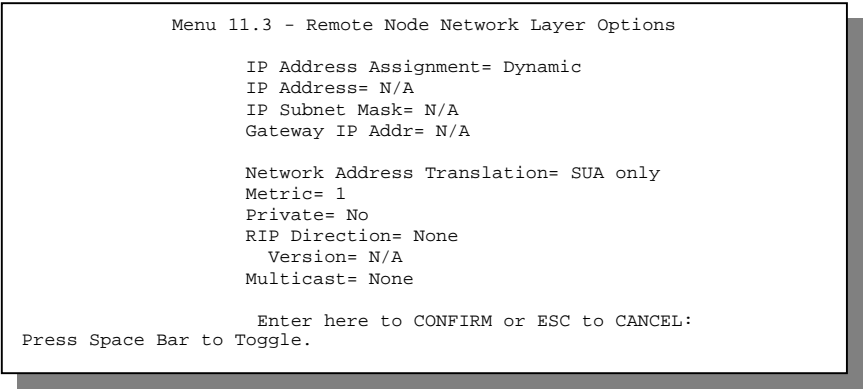 Menu 11.3 - Remote Node Network Layer Options
IP Address Assignment= Dynamic
IP Address= N/A
IP Subnet Mask= N/A
Gateway IP Addr= N/A
Network Address Translation= SUA only
Metric= 1
Private= No
RIP Direction= None
Version= N/A
Multicast= None
Enter here to CONFIRM or ESC to CANCEL:
Press Space Bar to Toggle.